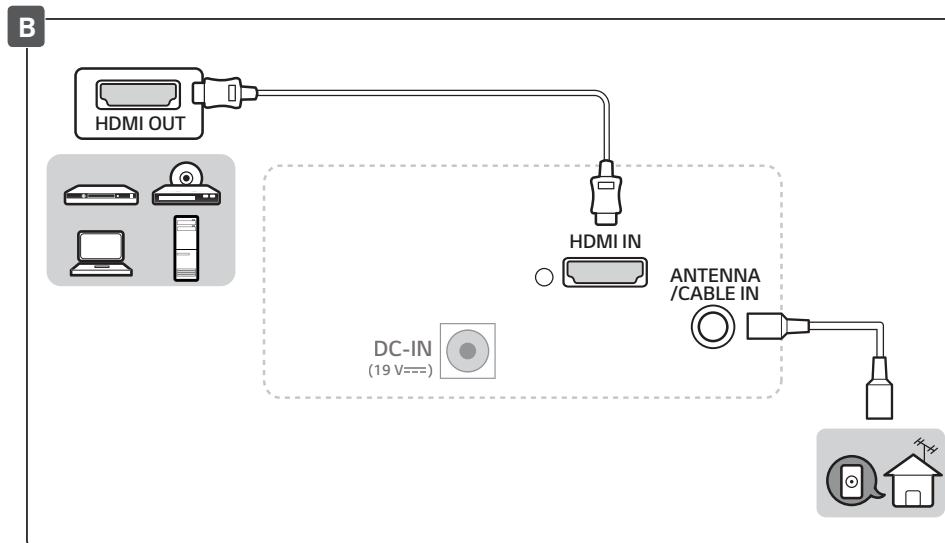 B
HDMI OUT
HDMI IN
ANTENNA
/CABLE IN
DC-IN
(19 V⎓)